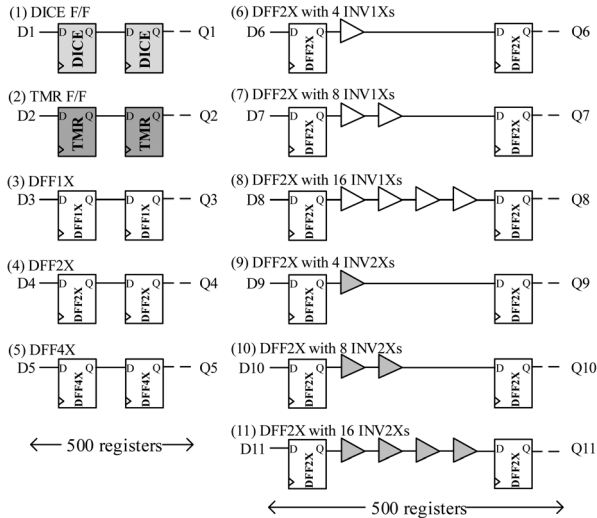 (1) DICE F/F
D1 D Q DICE D Q DICE Q1
(2) TMR F/F
D2 D Q TMR D Q TMR Q2
(3) DFF1X
D3 D Q DFF1X D Q DFF1X Q3
(4) DFF2X
D4 D Q DFF2X D Q DFF2X Q4
(5) DFF4X
D5 D Q DFF4X D Q DFF4X Q5
500 registers
(6) DFF2X with 4 INV1Xs
D6 D Q DFF2X D Q DFF2X Q6
(7) DFF2X with 8 INV1Xs
D7 D Q DFF2X D Q DFF2X Q7
(8) DFF2X with 16 INV1Xs
D8 D Q DFF2X D Q DFF2X Q8
(9) DFF2X with 4 INV2Xs
D9 D Q DFF2X D Q DFF2X Q9
(10) DFF2X with 8 INV2Xs
D10 D Q DFF2X D Q DFF2X Q10
(11) DFF2X with 16 INV2Xs
D11 D Q DFF2X D Q DFF2X Q11
500 registers